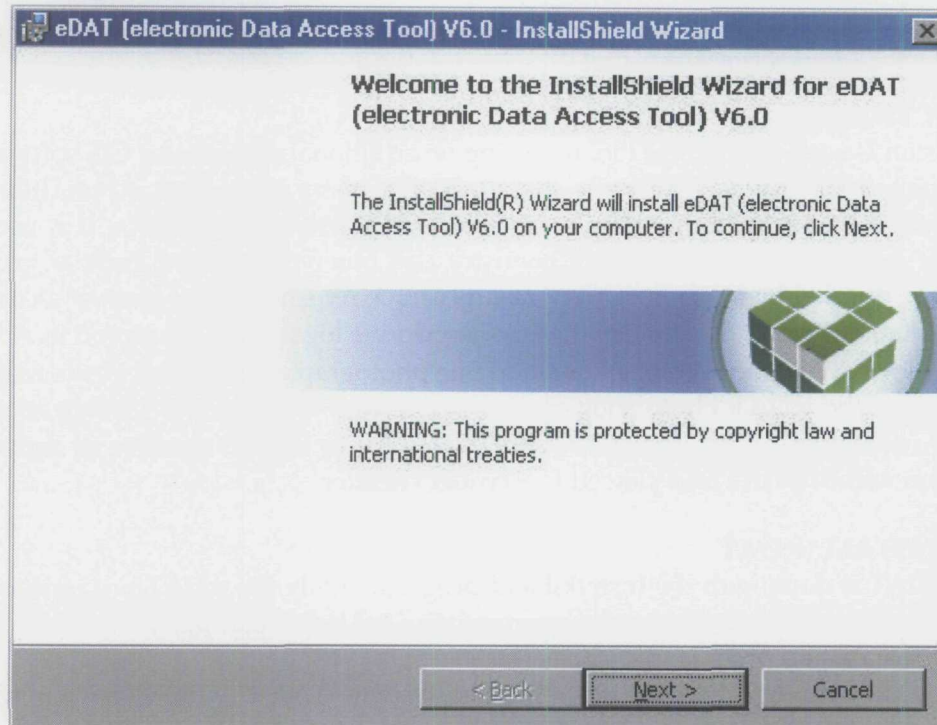 eDAT (electronic Data Access Tool) V6.0 - InstallShield Wizard
Welcome to the InstallShield Wizard for eDAT
(electronic Data Access Tool) V6.0
The InstallShield(R) Wizard will install eDAT (electronic Data
Access Tool) V6.0 on your computer. To continue, click Next.
WARNING: This program is protected by copyright law and
international treaties.
< Back
Next >
Cancel